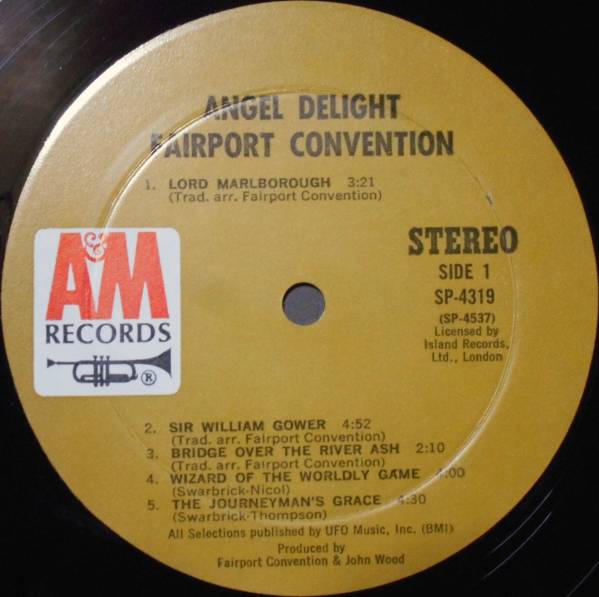 ANGEL DELIGHT
FAIRPORT CONVENTION
1. LORD MARLBOROUGH 3:21
(Trad. arr. Fairport Convention)
A&M
RECORDS
®
STEREO
SIDE 1
SP-4319
(SP-4537)
Licensed by
Island Records,
Ltd., London
2. SIR WILLIAM GOWER 4:52
(Trad. arr. Fairport Convention)
3. BRIDGE OVER THE RIVER ASH 2:10
(Trad. arr. Fairport Convention)
4. WIZARD OF THE WORLDLY GAME 4:00
(Swarbrick-Nicol)
5. THE JOURNEYMAN'S GRACE 4:30
(Swarbrick-Thompson)
All Selections published by UFO Music, Inc. (BMI)
Produced by
Fairport Convention & John Wood